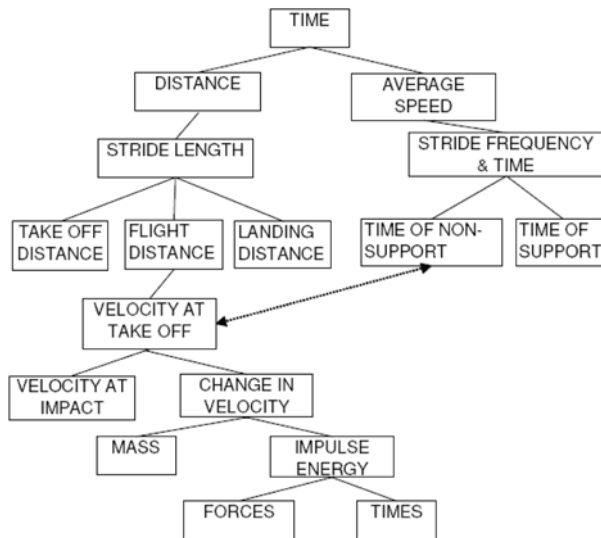 TIME
DISTANCE
AVERAGE
SPEED
STRIDE LENGTH
STRIDE FREQUENCY
& TIME
TAKE OFF
DISTANCE
FLIGHT
DISTANCE
LANDING
DISTANCE
TIME OF NON-
SUPPORT
TIME OF
SUPPORT
VELOCITY AT
TAKE OFF
VELOCITY AT
IMPACT
CHANGE IN
VELOCITY
MASS
IMPULSE
ENERGY
FORCES
TIMES